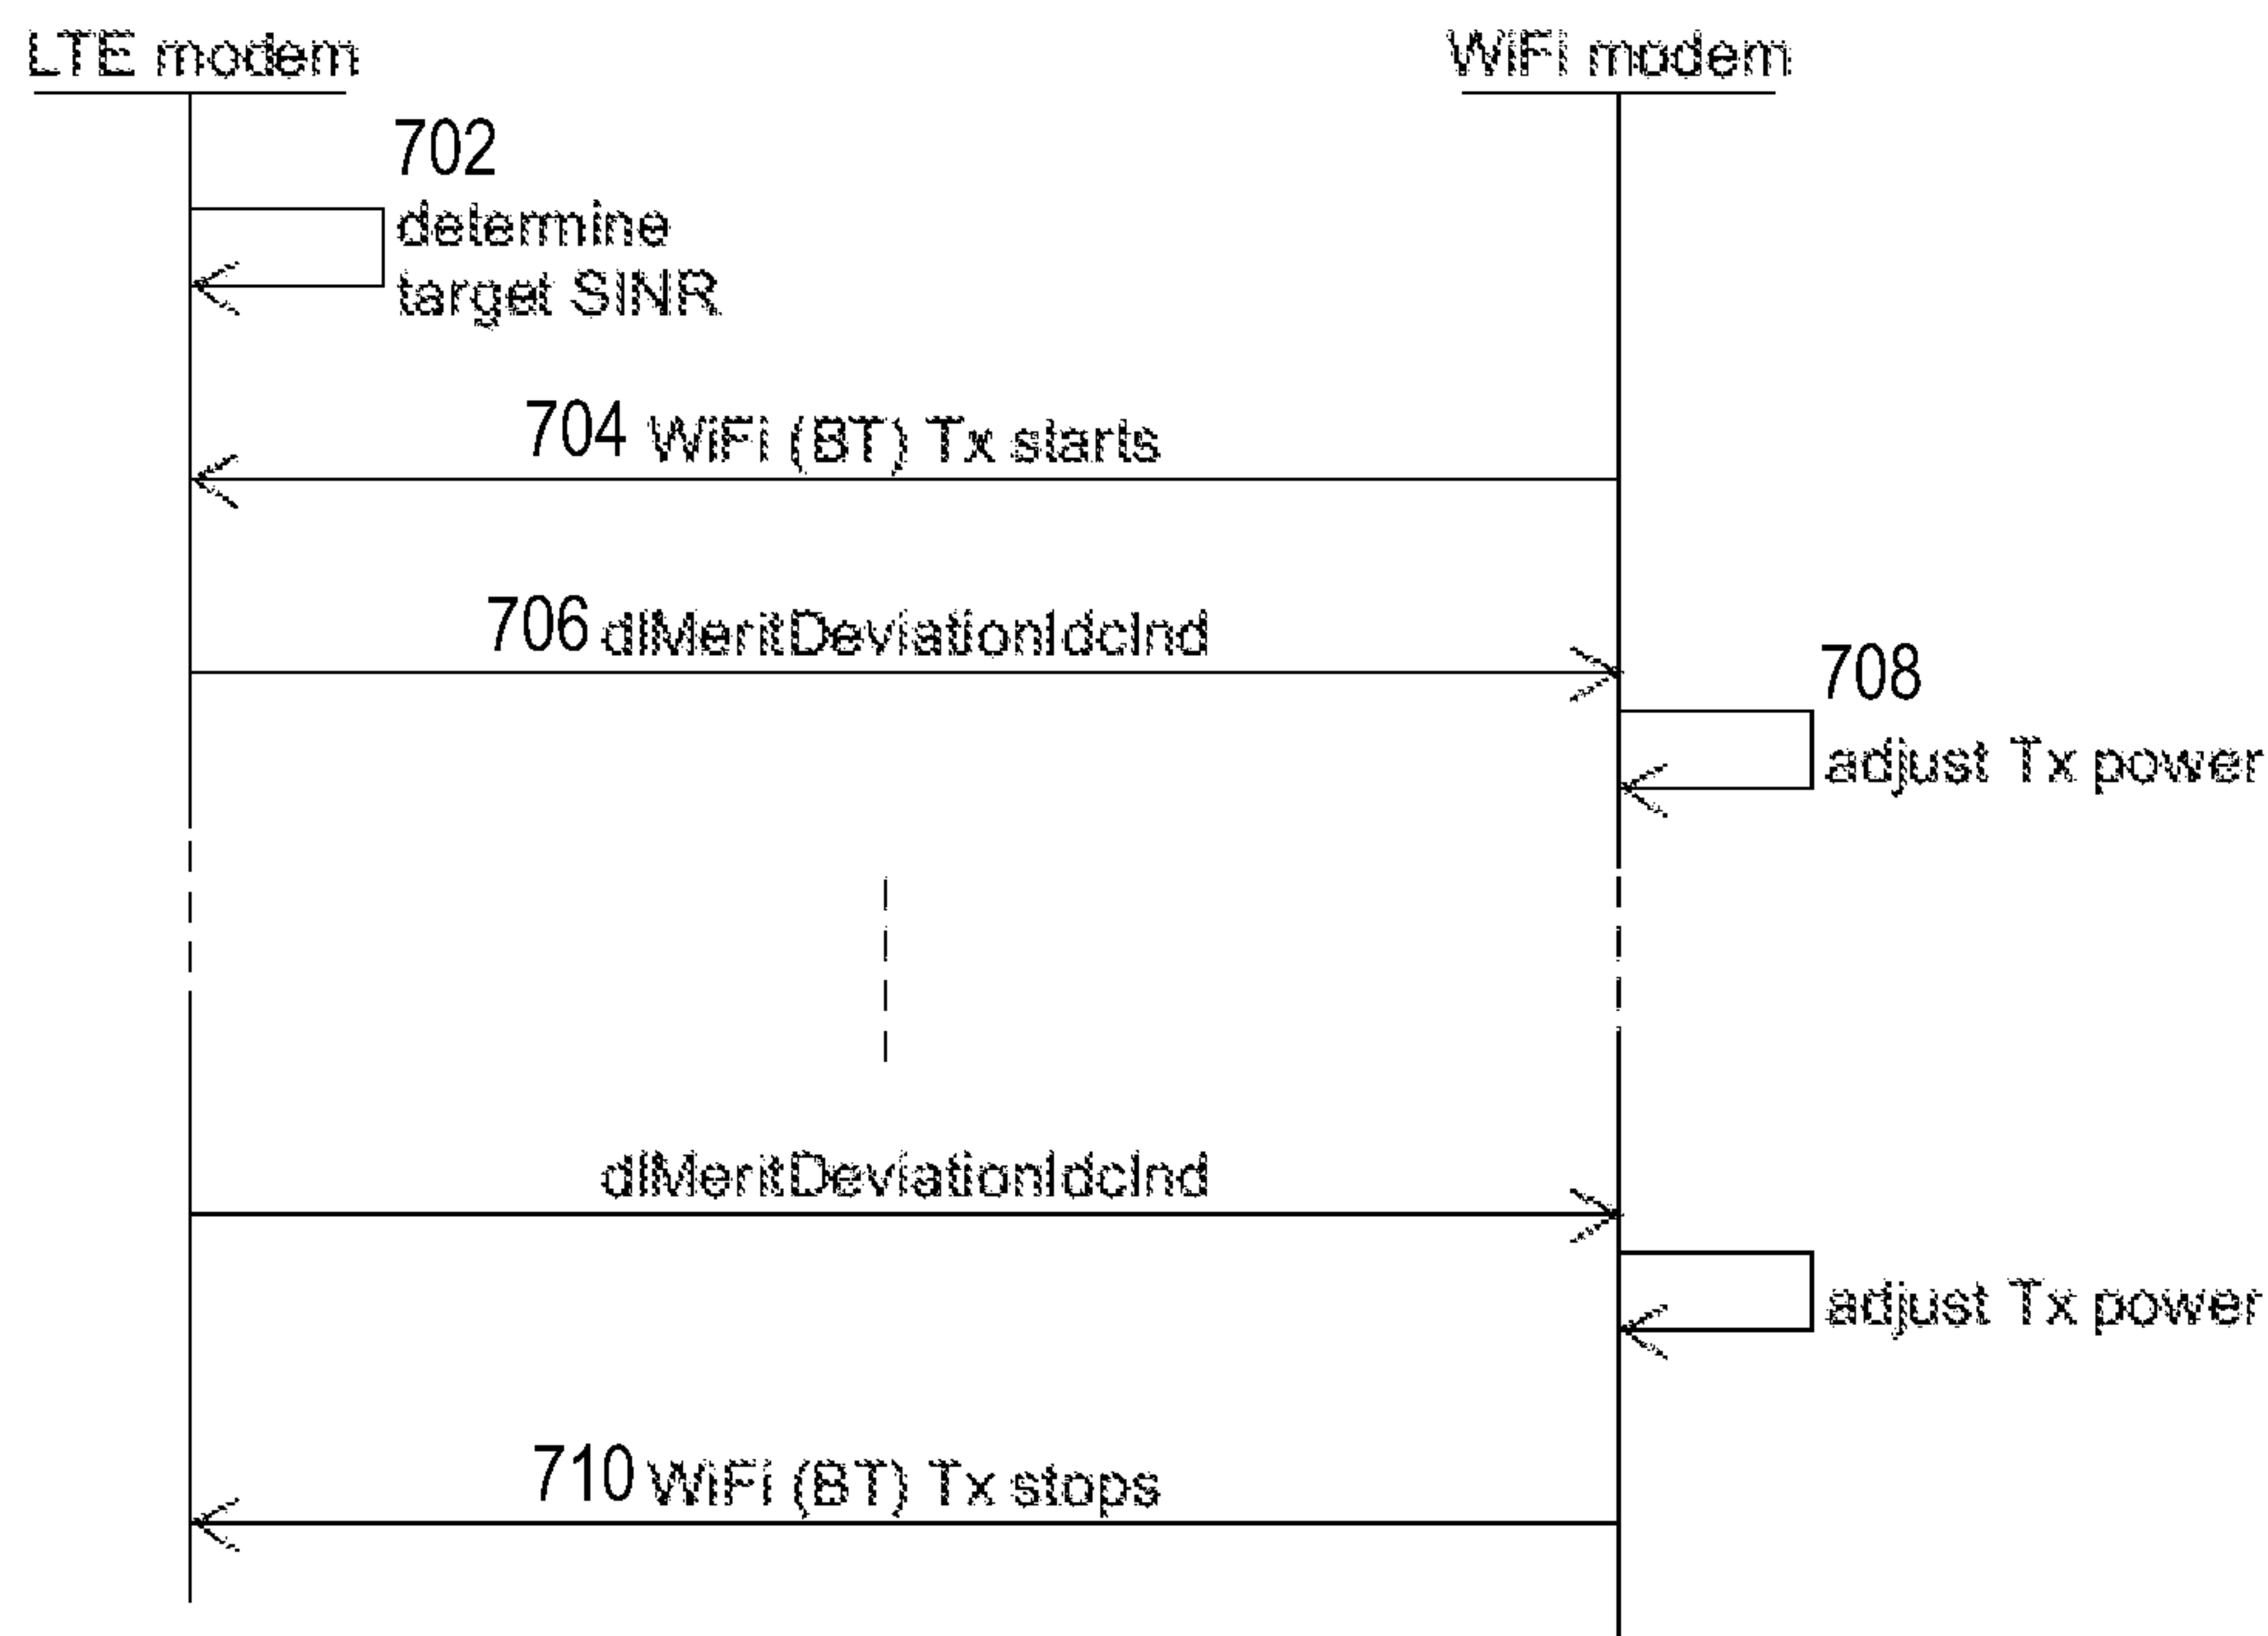 LTE modem
WiFi modem
702
determine
target SINR
704 WiFi (BT) Tx starts
706 dlMeritDeviationIdcInd
708
adjust Tx power
dlMeritDeviationIdcInd
adjust Tx power
710 WiFi (BT) Tx stops